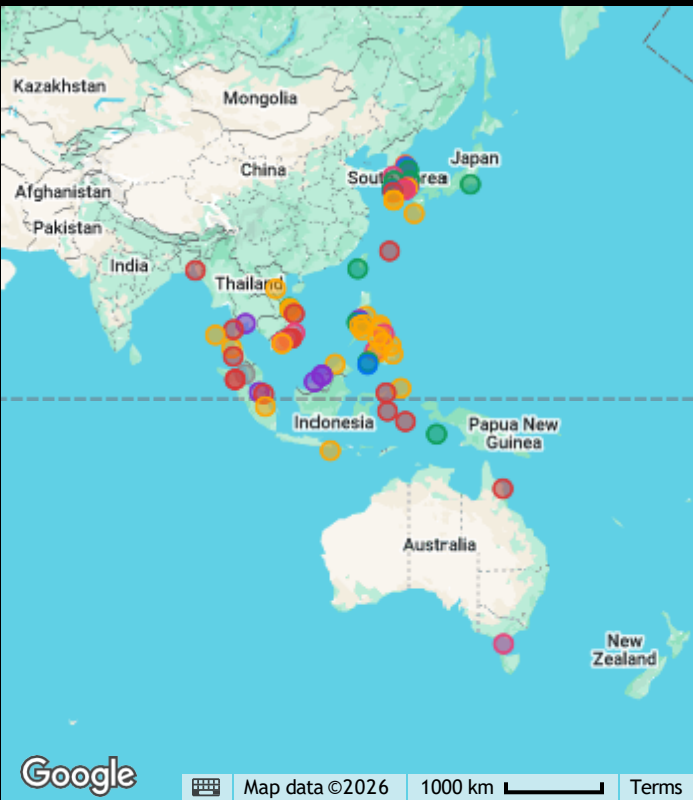 Kazakhstan
Mongolia
Japan
China
South Korea
Afghanistan
Pakistan
India
Thailand
Indonesia
Papua New
Guinea
Australia
New
Zealand
Google
Map data ©2026
1000 km
Terms